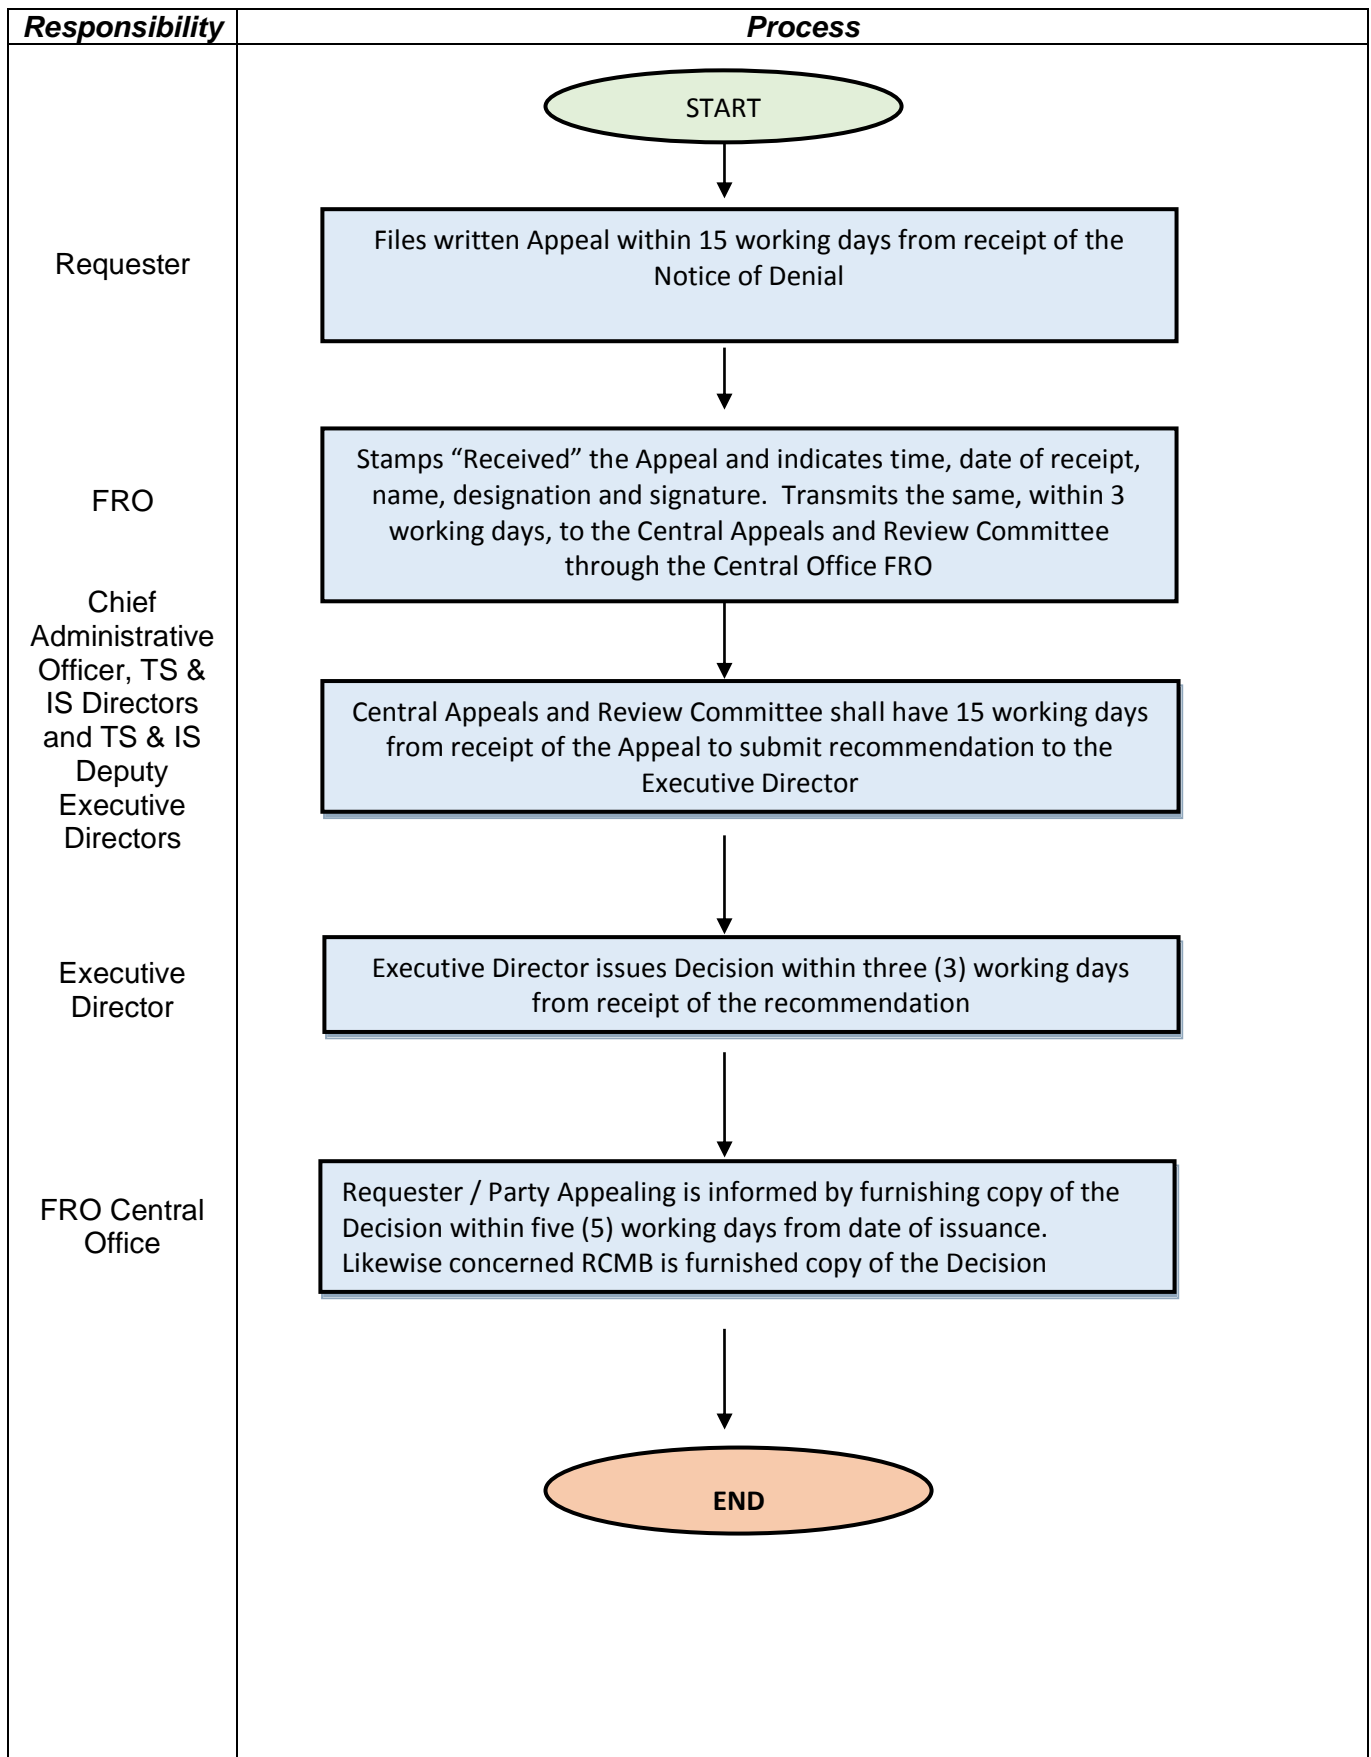 Responsibility
Process
START
Requester
Files written Appeal within 15 working days from receipt of the
Notice of Denial
FRO
Stamps “Received” the Appeal and indicates time, date of receipt,
name, designation and signature.  Transmits the same, within 3
working days, to the Central Appeals and Review Committee
through the Central Office FRO
Chief
Administrative
Officer, TS &
IS Directors
and TS & IS
Deputy
Executive
Directors
Central Appeals and Review Committee shall have 15 working days
from receipt of the Appeal to submit recommendation to the
Executive Director
Executive
Director
Executive Director issues Decision within three (3) working days
from receipt of the recommendation
FRO Central
Office
Requester / Party Appealing is informed by furnishing copy of the
Decision within five (5) working days from date of issuance.
Likewise concerned RCMB is furnished copy of the Decision
END